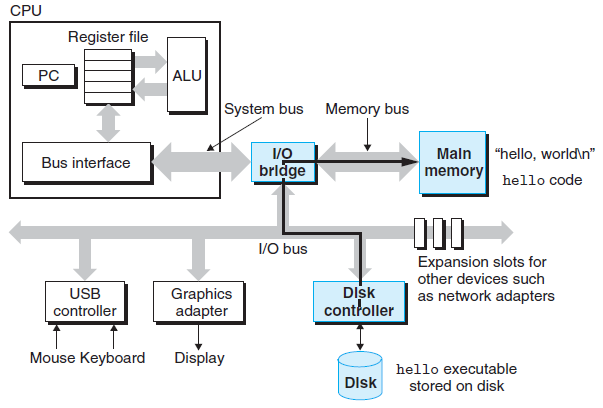 CPU
Register file
PC
ALU
System bus
Memory bus
Bus interface
I/O
bridge
Main
memory
"hello, world\n"
hello code
I/O bus
Expansion slots for
other devices such
as network adapters
USB
controller
Graphics
adapter
Disk
controller
Mouse Keyboard
Display
Disk
hello executable
stored on disk